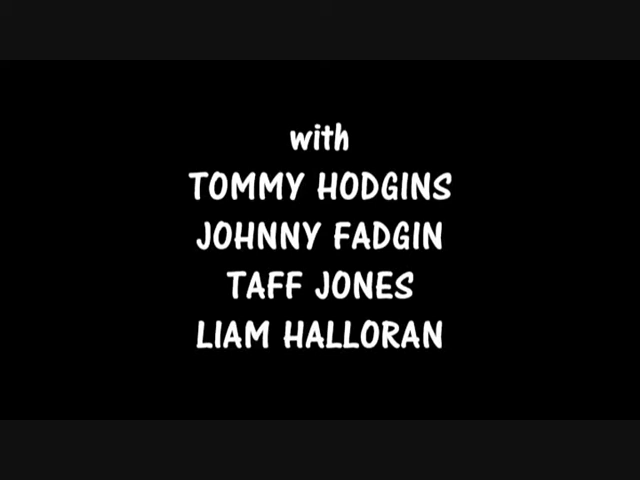 with
TOMMY HODGINS
JOHNNY FADGIN
TAFF JONES
LIAM HALLORAN